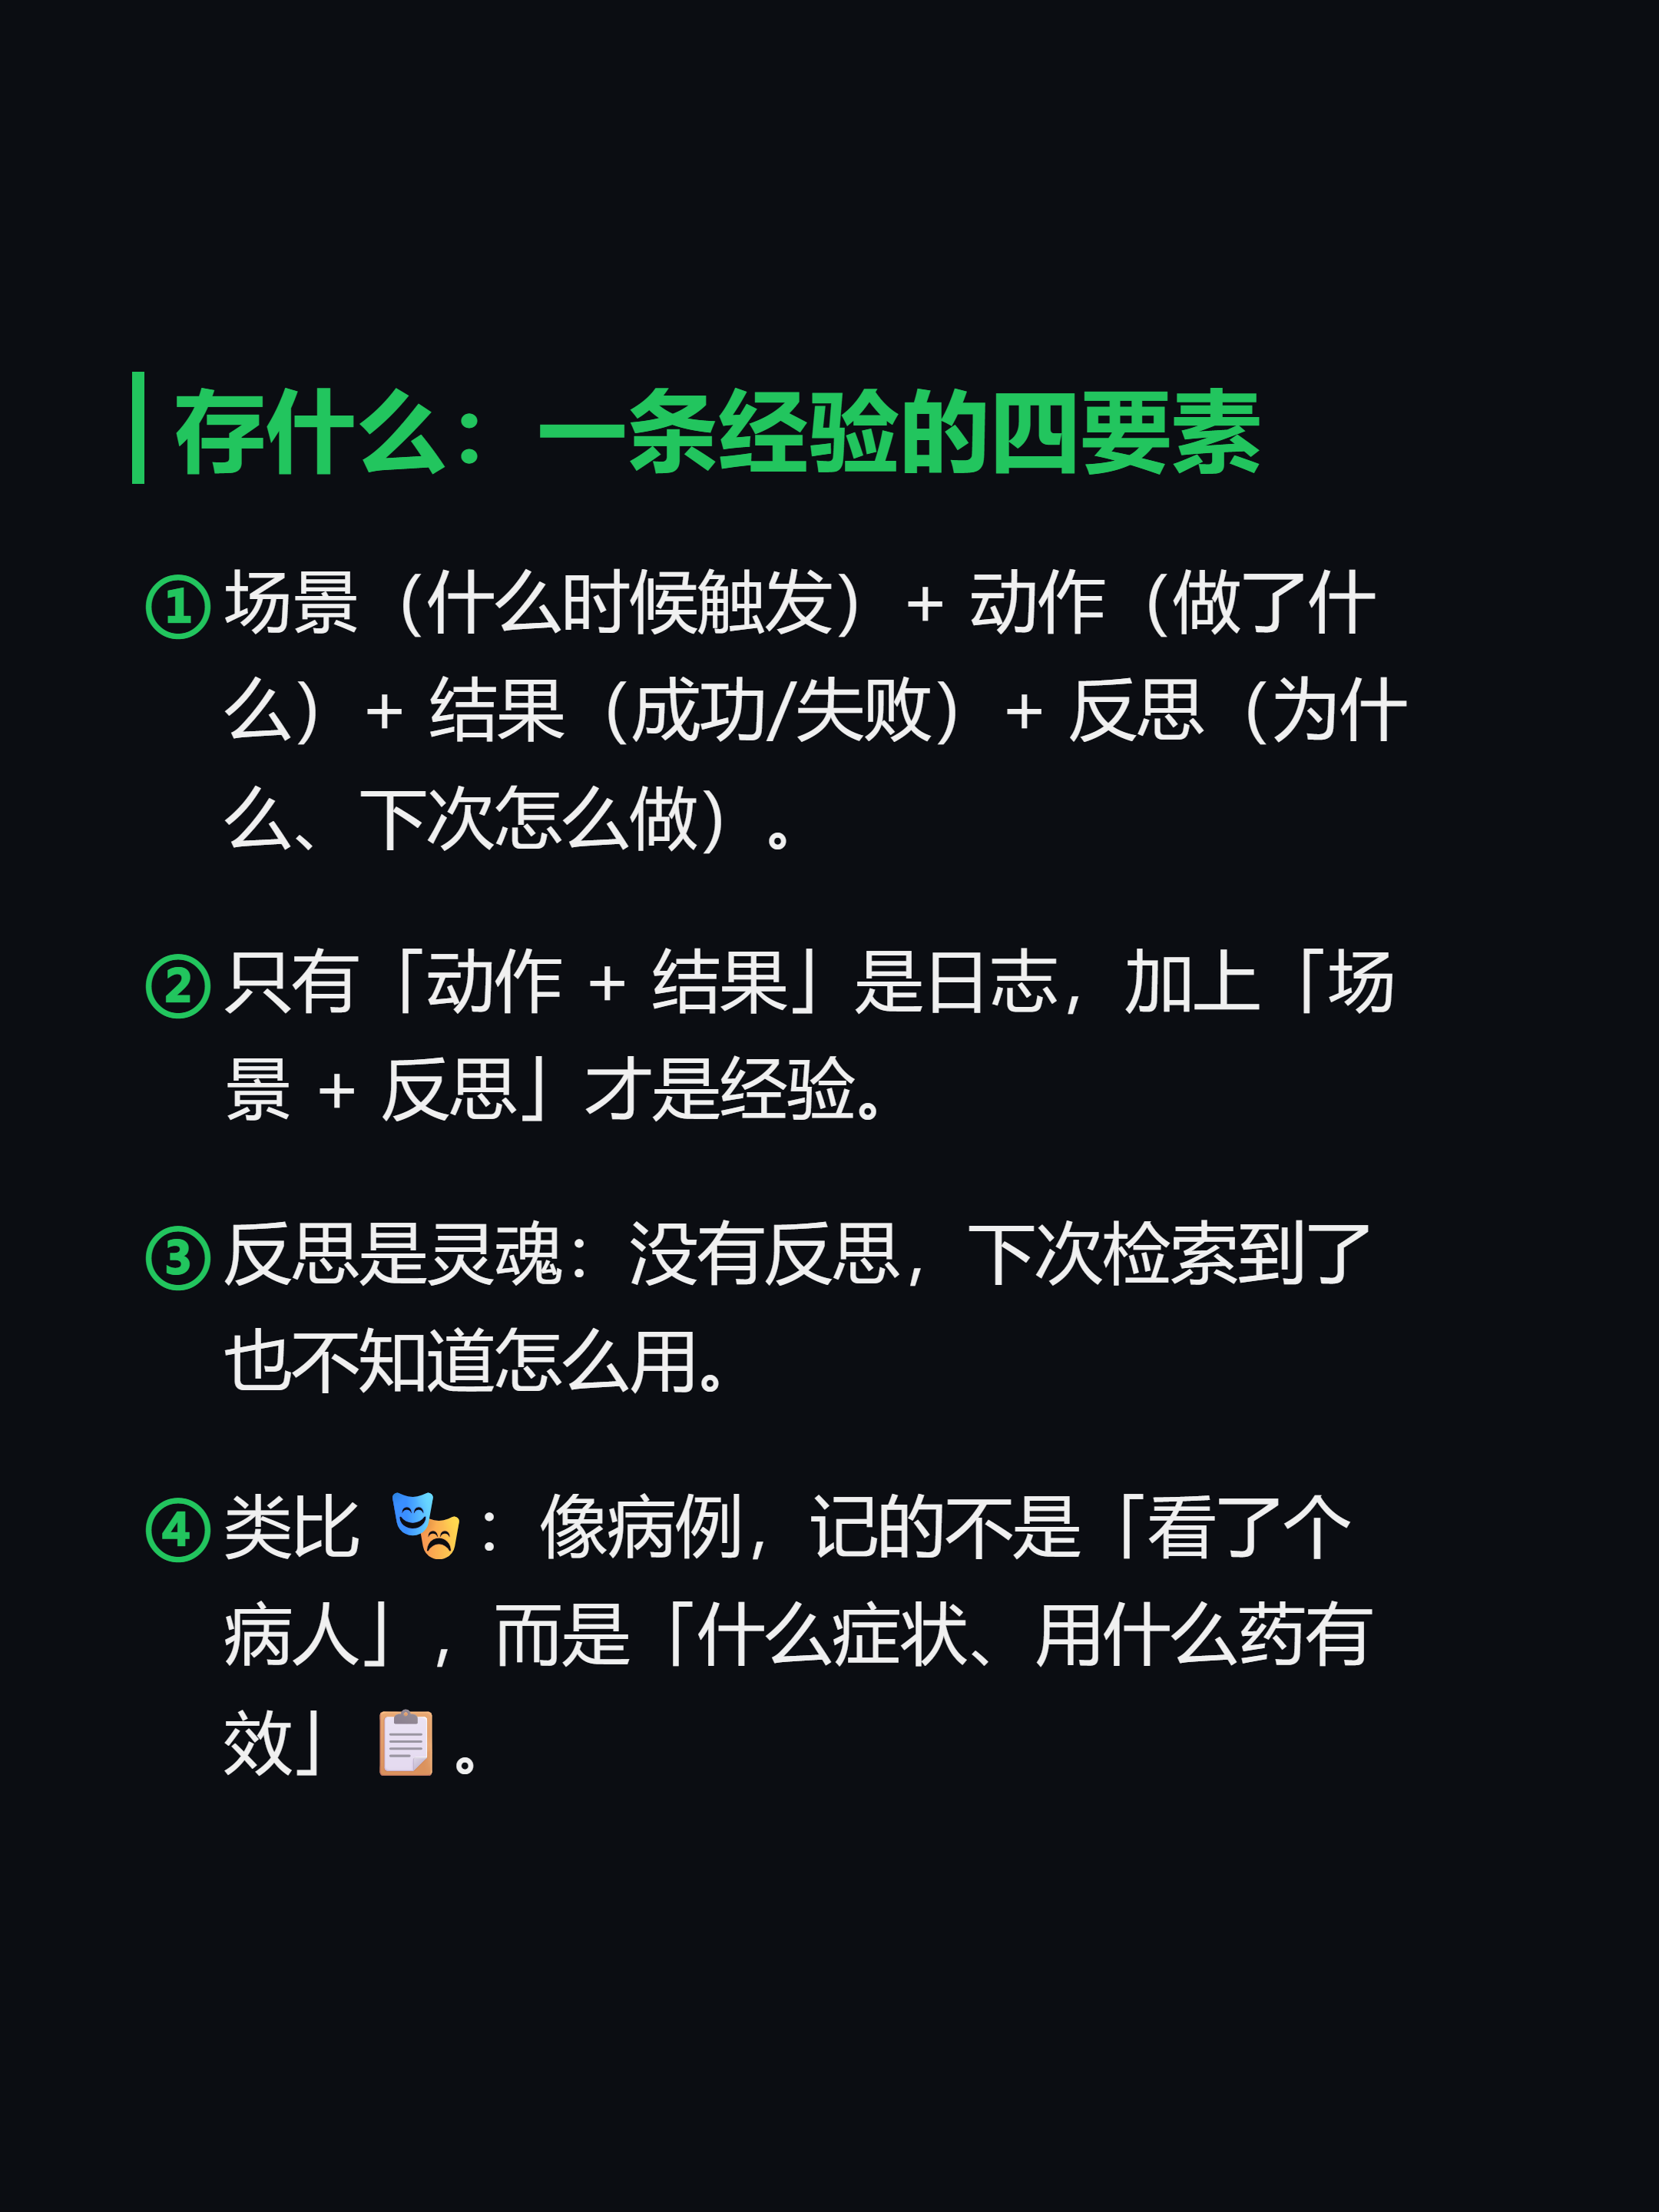 存什么：一条经验的四要素
① 场景（什么时候触发）+ 动作（做了什
么）+ 结果（成功/失败）+ 反思（为什
么、下次怎么做）。
② 只有「动作 + 结果」是日志，加上「场
景 + 反思」才是经验。
③ 反思是灵魂：没有反思，下次检索到了
也不知道怎么用。
④ 类比 🎭：像病例，记的不是「看了个
病人」，而是「什么症状、用什么药有
效」📋。